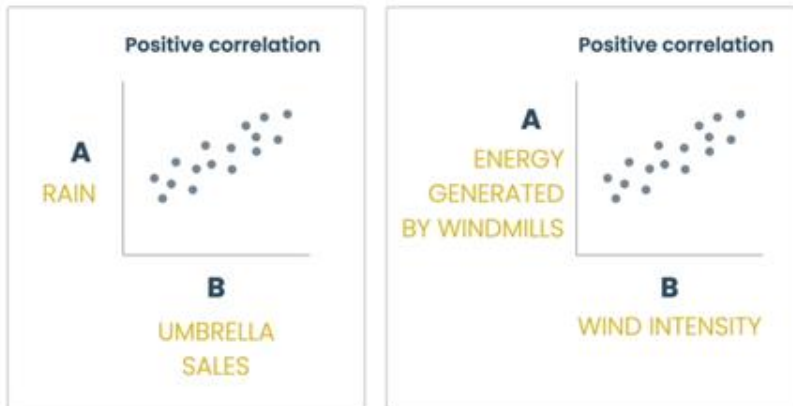 Positive correlation
A
RAIN
B
UMBRELLA
SALES
Positive correlation
A
ENERGY
GENERATED
BY WINDMILLS
B
WIND INTENSITY